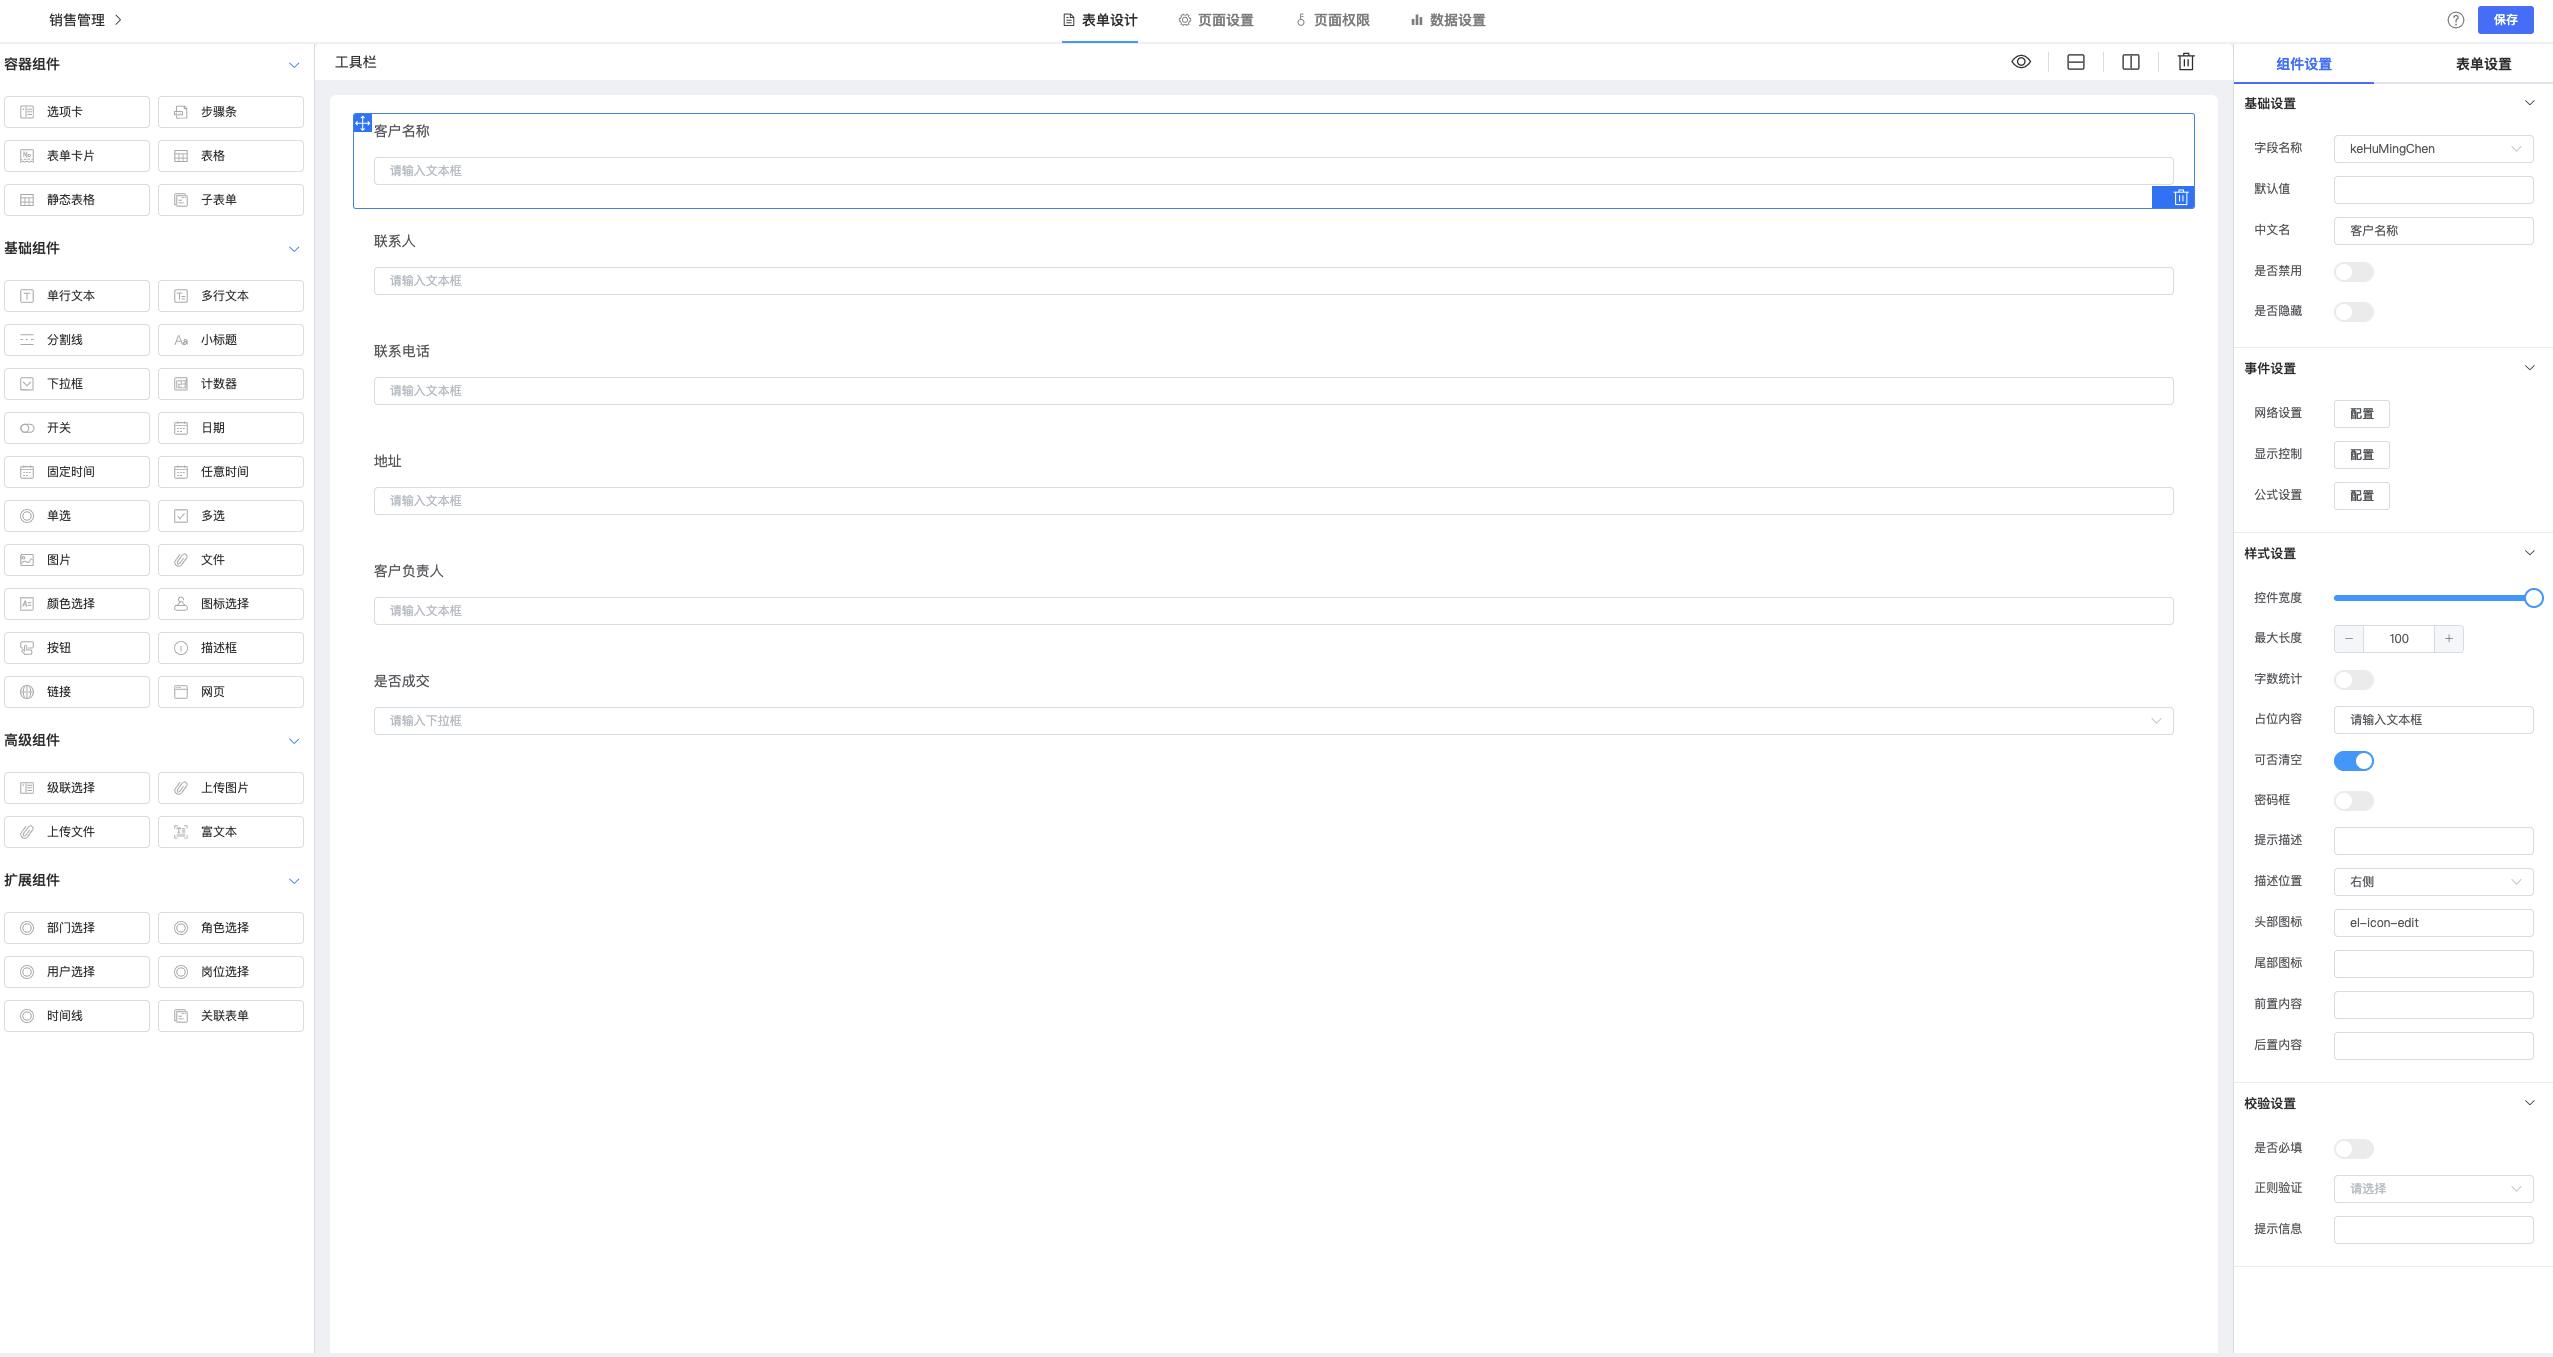 销售管理
表单设计
页面设置
页面权限
数据设置
保存
容器组件
选项卡
步骤条
表单卡片
表格
静态表格
子表单
基础组件
单行文本
多行文本
分割线
小标题
下拉框
计数器
开关
日期
固定时间
任意时间
单选
多选
图片
文件
颜色选择
图标选择
按钮
描述框
链接
网页
高级组件
级联选择
上传图片
上传文件
富文本
扩展组件
部门选择
角色选择
用户选择
岗位选择
时间线
关联表单
工具栏
客户名称
请输入文本框
联系人
请输入文本框
联系电话
请输入文本框
地址
请输入文本框
客户负责人
请输入文本框
是否成交
请输入下拉框
组件设置
表单设置
基础设置
字段名称
keHuMingChen
默认值
中文名
客户名称
是否禁用
是否隐藏
事件设置
网络设置
配置
显示控制
配置
公式设置
配置
样式设置
控件宽度
最大长度
100
字数统计
占位内容
请输入文本框
可否清空
密码框
提示描述
描述位置
右侧
头部图标
el-icon-edit
尾部图标
前置内容
后置内容
校验设置
是否必填
正则验证
请选择
提示信息